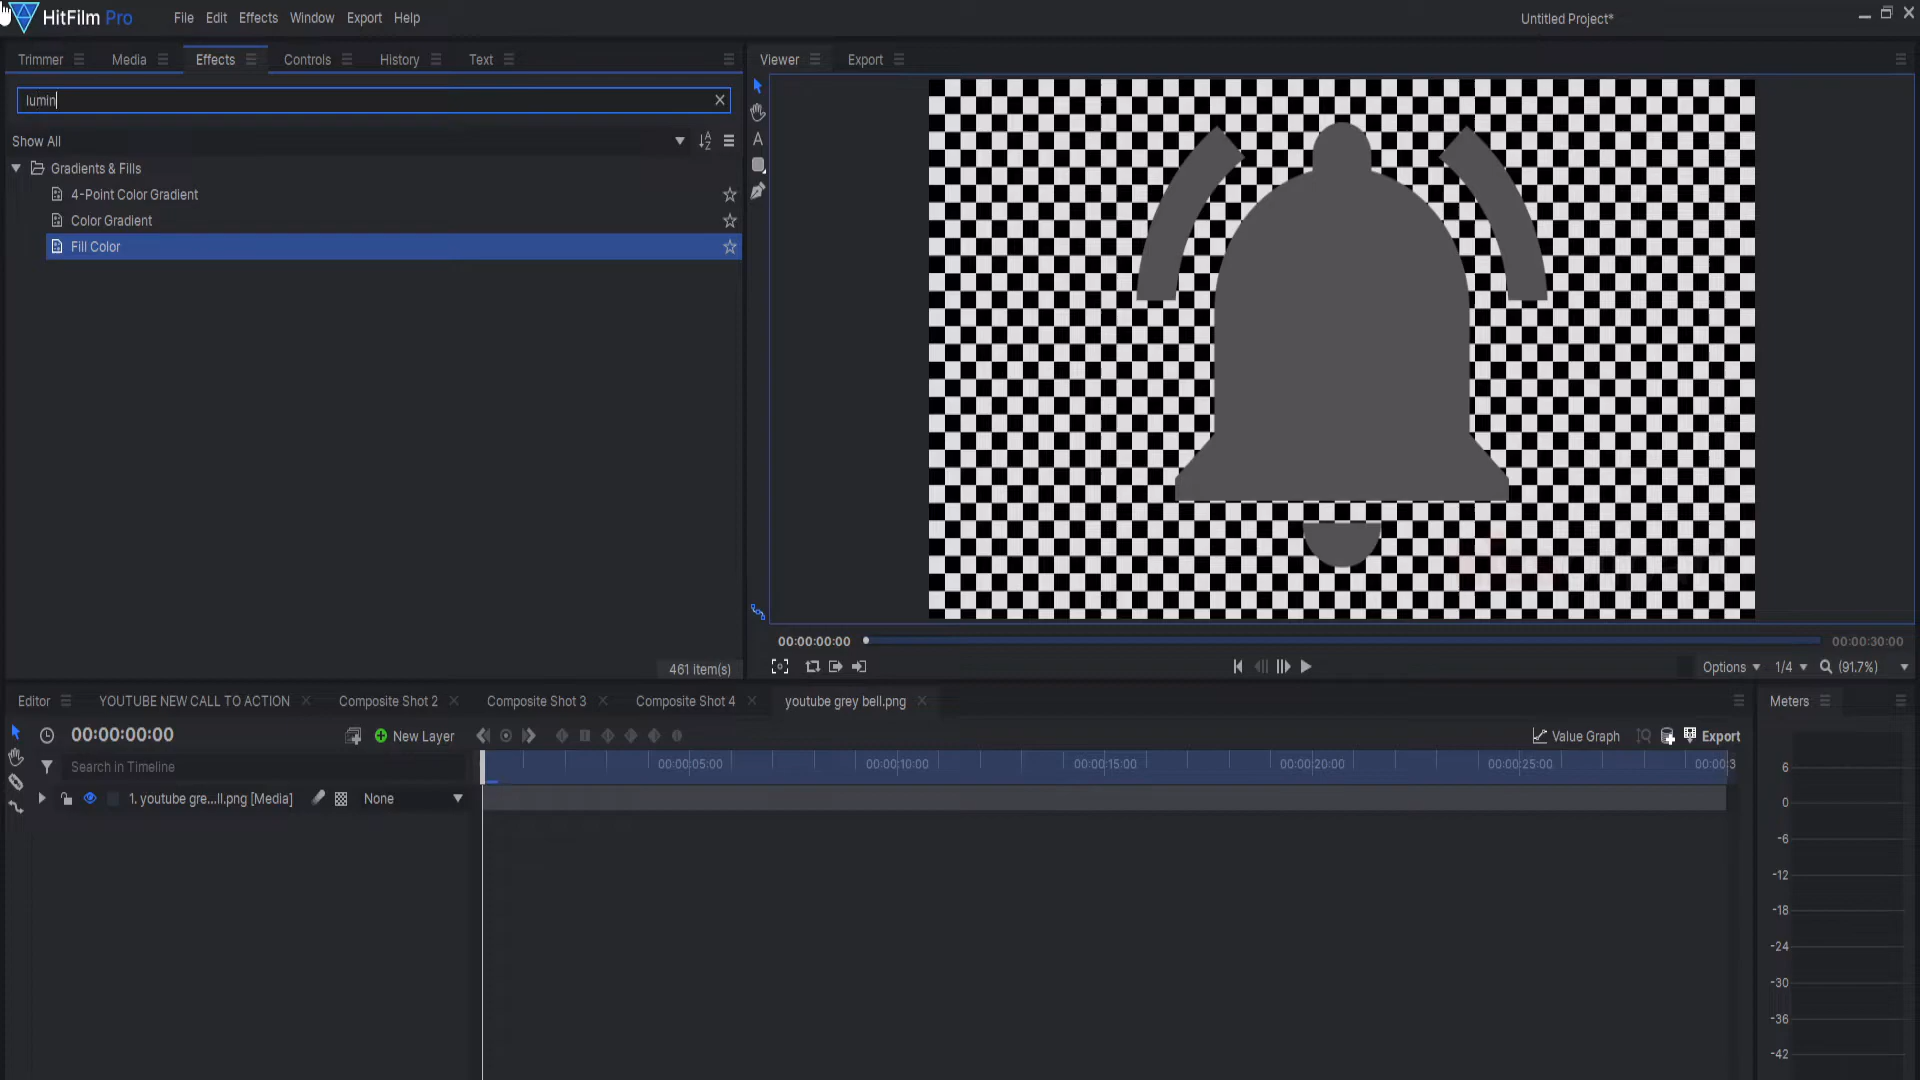 HitFilm Pro File Edit Effects Window Export Help Untitled Project*
Trimmer Media Effects Controls History Text
Viewer Export
lumin
Show All
Gradients & Fills
4-Point Color Gradient
Color Gradient
Fill Color
461 item(s)
00:00:00:00 00:00:30:00
Options 1/4 (91.7%)
Editor YOUTUBE NEW CALL TO ACTION Composite Shot 2 Composite Shot 3 Composite Shot 4 youtube grey bell.png
Meters
00:00:00:00 New Layer Value Graph Export
Search in Timeline
00:00:05:00 00:00:10:00 00:00:15:00 00:00:20:00 00:00:25:00 00:00:3
1. youtube gre...ll.png [Media] None
6
0
-6
-12
-18
-24
-30
-36
-42